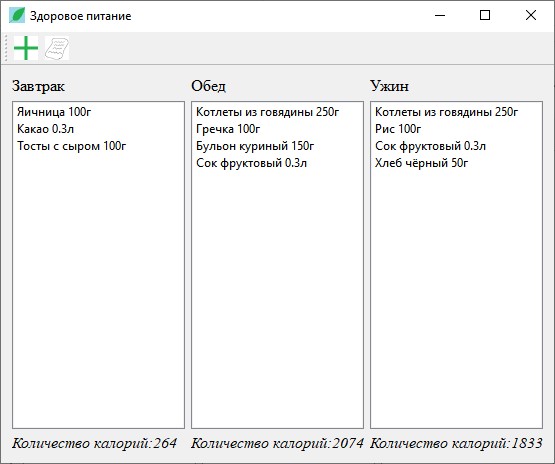 Здоровое питание
Завтрак
Яичница 100г
Какао 0.3л
Тосты с сыром 100г
Количество калорий:264
Обед
Котлеты из говядины 250г
Гречка 100г
Бульон куриный 150г
Сок фруктовый 0.3л
Количество калорий:2074
Ужин
Котлеты из говядины 250г
Рис 100г
Сок фруктовый 0.3л
Хлеб чёрный 50г
Количество калорий:1833